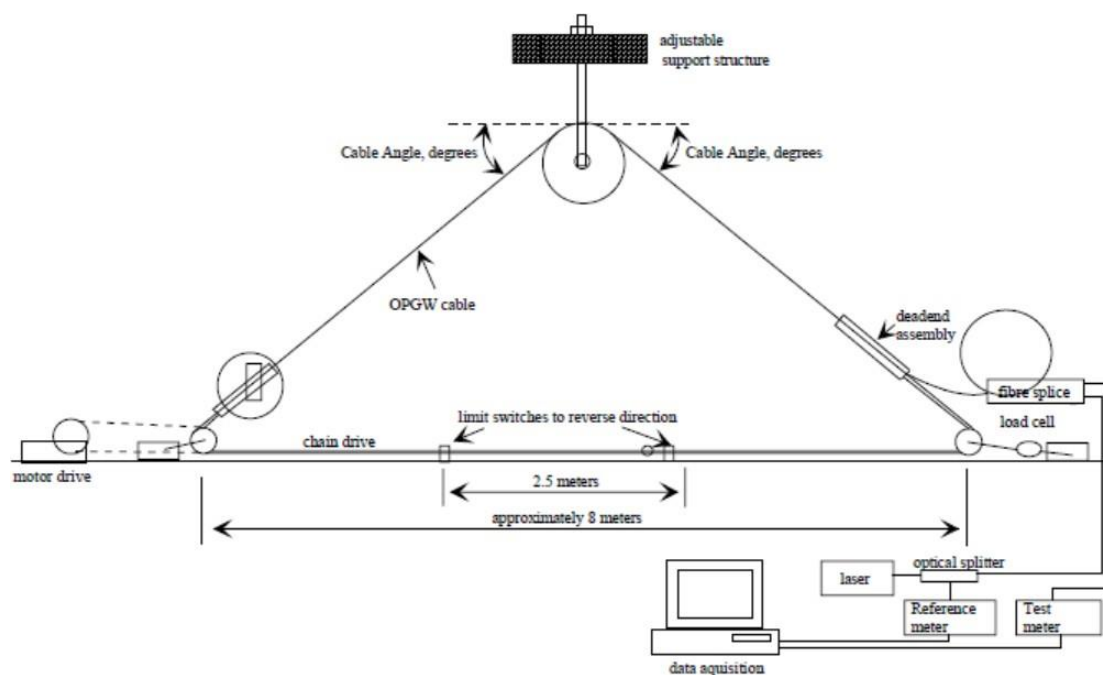 adjustable
support structure
Cable Angle, degrees
Cable Angle, degrees
OPGW cable
deadend
assembly
fibre splice
limit switches to reverse direction
load cell
chain drive
motor drive
2.5 meters
approximately 8 meters
optical splitter
laser
Reference
meter
Test
meter
data aquisition